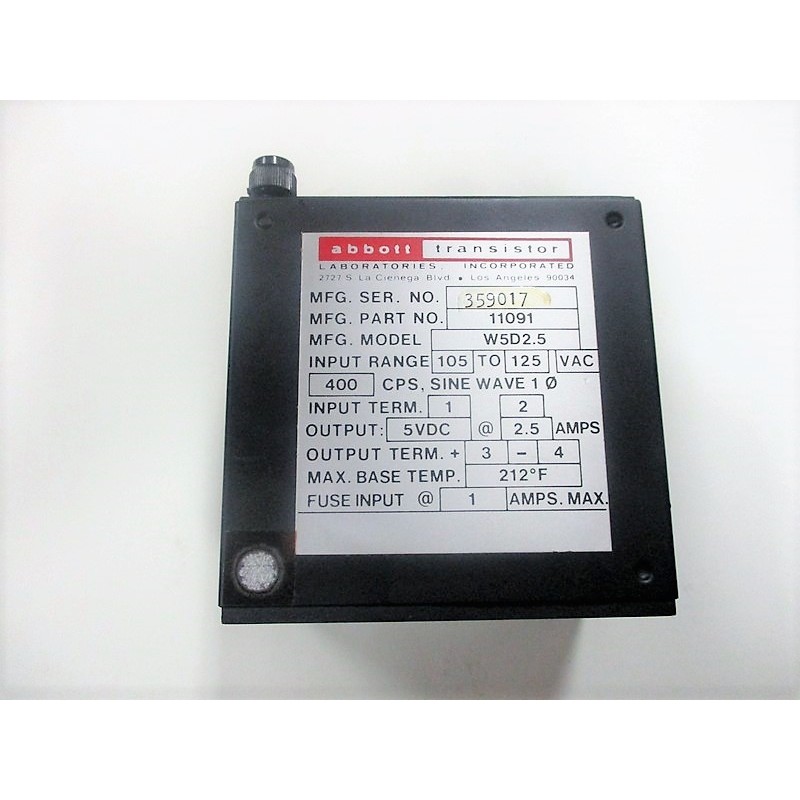 abbott transistor
LABORATORIES, INCORPORATED
2727 S. La Cienega Blvd. • Los Angeles 90034
MFG. SER. NO. 359017
MFG. PART NO. 11091
MFG. MODEL W5D2.5
INPUT RANGE 105 TO 125 VAC
400 CPS, SINE WAVE 1 Ø
INPUT TERM. 1 2
OUTPUT: 5VDC @ 2.5 AMPS
OUTPUT TERM. + 3 - 4
MAX. BASE TEMP. 212°F
FUSE INPUT @ 1 AMPS. MAX.